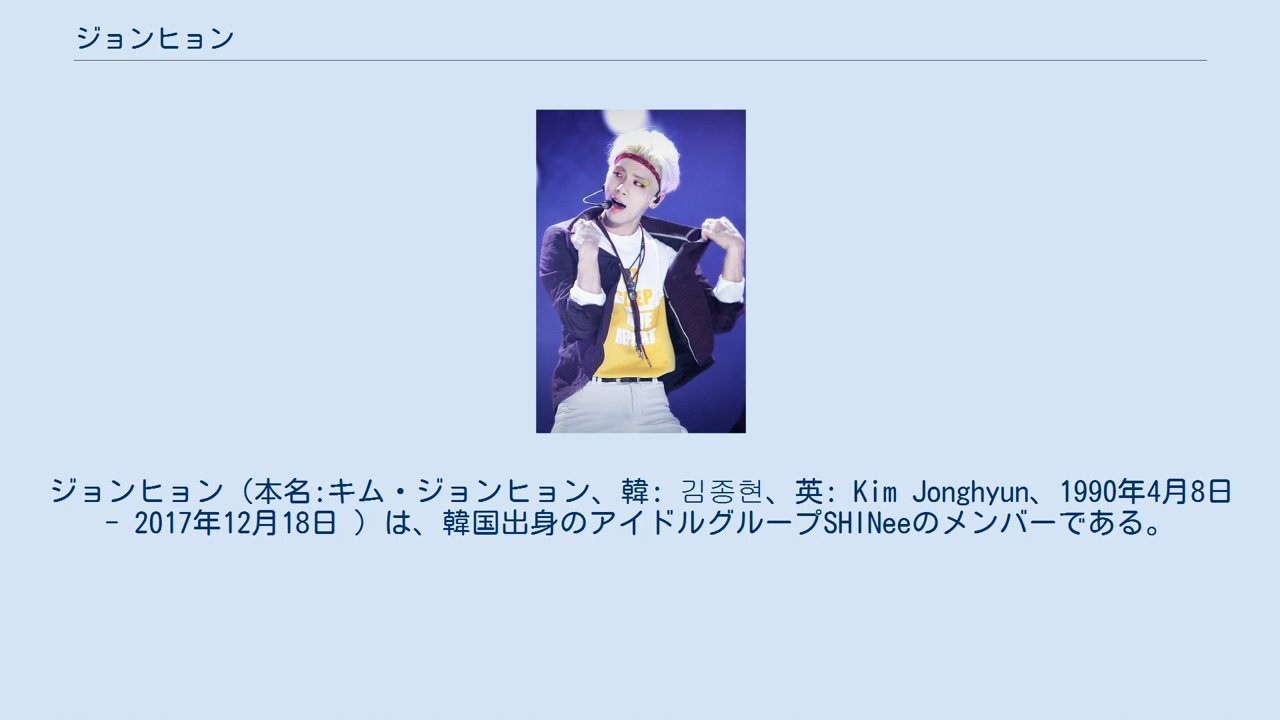 ジョンヒョン
SLEEP
REPEAT
ジョンヒョン（本名:キム・ジョンヒョン、韓: 김종현、英: Kim Jonghyun、1990年4月8日
- 2017年12月18日 ）は、韓国出身のアイドルグループSHINeeのメンバーである。